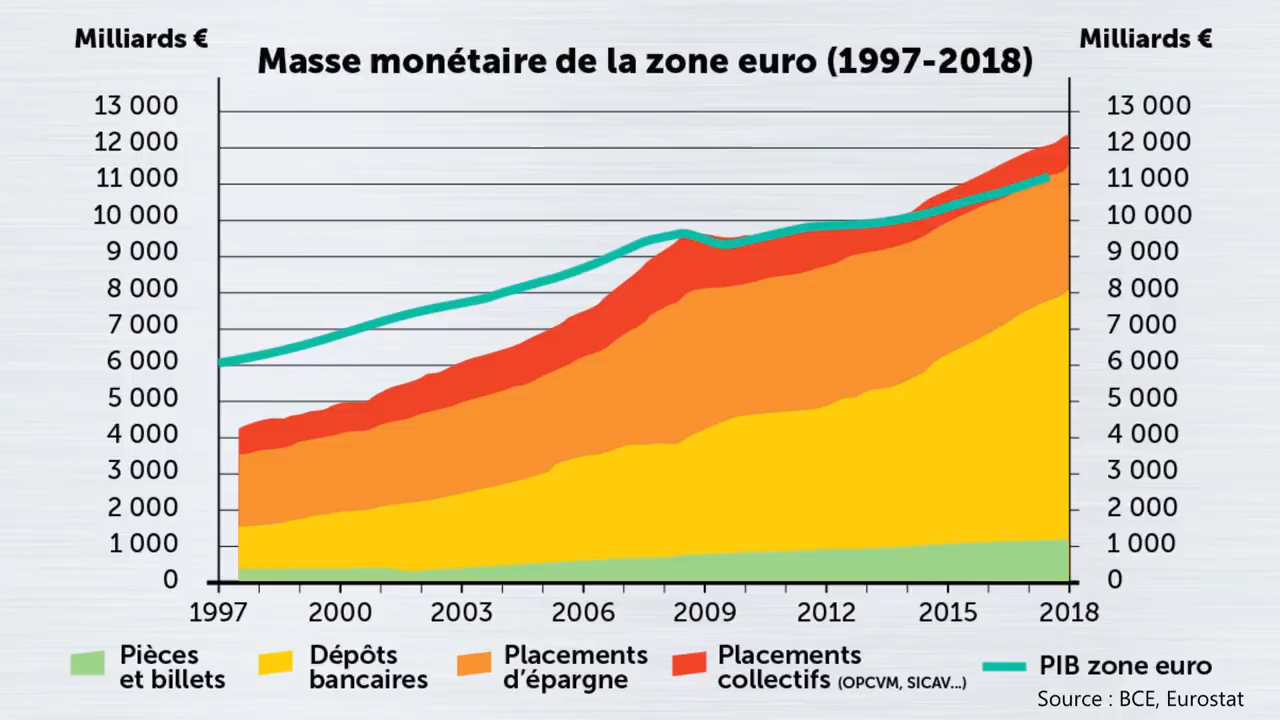 Milliards €
Masse monétaire de la zone euro (1997-2018)
Milliards €
13 000
12 000
11 000
10 000
9 000
8 000
7 000
6 000
5 000
4 000
3 000
2 000
1 000
0
13 000
12 000
11 000
10 000
9 000
8 000
7 000
6 000
5 000
4 000
3 000
2 000
1 000
0
1997 2000 2003 2006 2009 2012 2015 2018
Pièces
et billets
Dépôts
bancaires
Placements
d'épargne
Placements
collectifs (OPCVM, SICAV...)
PIB zone euro
Source : BCE, Eurostat